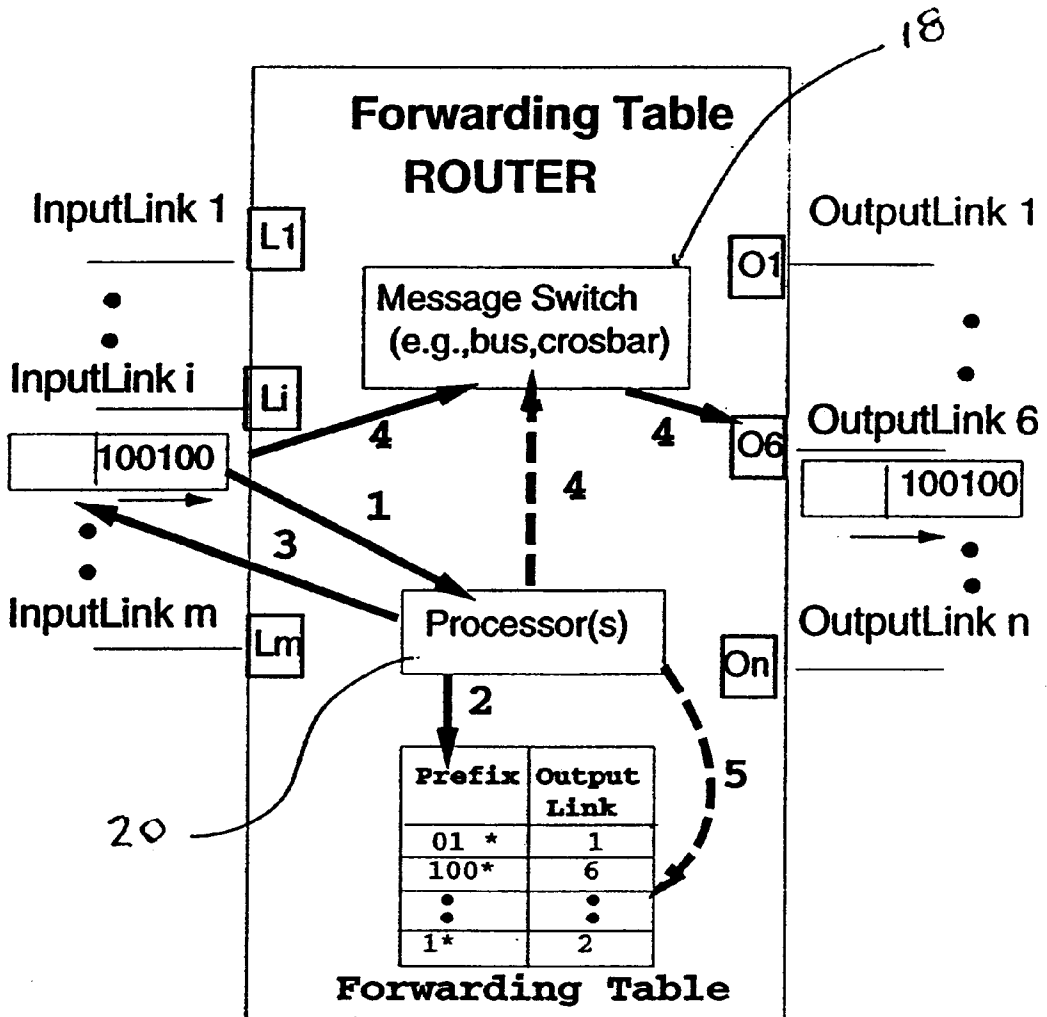 18
Forwarding Table
ROUTER
InputLink 1
L1
OutputLink 1
O1
Message Switch
(e.g.,bus,crosbar)
InputLink i
Li
OutputLink 6
O6
4
4
100100
100100
1
4
3
InputLink m
Lm
Processor(s)
OutputLink n
On
2
5
Prefix Output
Link
01 * 1
100* 6
1* 2
20
Forwarding Table